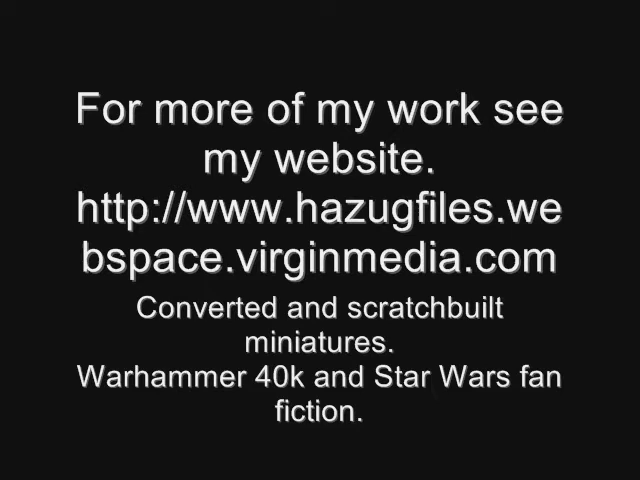 For more of my work see
my website.
http://www.hazugfiles.we
bspace.virginmedia.com
Converted and scratchbuilt
miniatures.
Warhammer 40k and Star Wars fan
fiction.